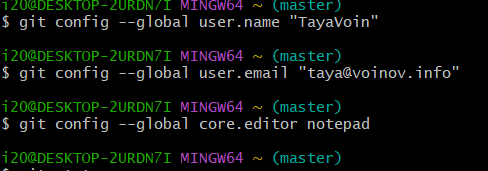 i20@DESKTOP-2URDN7I MINGW64 ~ (master)
$ git config --global user.name "TayaVoin"
i20@DESKTOP-2URDN7I MINGW64 ~ (master)
$ git config --global user.email "taya@voinov.info"
i20@DESKTOP-2URDN7I MINGW64 ~ (master)
$ git config --global core.editor notepad
i20@DESKTOP-2URDN7I MINGW64 ~ (master)